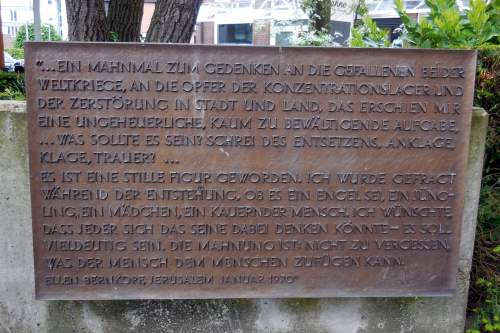 "...EIN MAHNMAL ZUM GEDENKEN AN DIE GEFALLENEN BEIDER
WELTKRIEGE, AN DIE OPFER DER KONZENTRATIONSLAGER UND
DER ZERSTÖRUNG IN STADT UND LAND, DAS ERSCHIEN MIR
EINE UNGEHEUERLICHE, KAUM ZU BEWÄLTIGENDE AUFGABE.
...WAS SOLLTE ES SEIN? SCHREI DES ENTSETZENS, ANKLAGE,
KLAGE, TRAUER? ...
ES IST EINE STILLE FIGUR GEWORDEN. ICH WURDE GEFRAGT
WÄHREND DER ENTSTEHUNG, OB ES EIN ENGEL SEI, EIN JÜNG-
LING, EIN MÄDCHEN, EIN KAUERNDER MENSCH. ICH WÜNSCHTE
DASS JEDER SICH DAS SEINE DABEI DENKEN KÖNNTE – ES SOLL
VIELDEUTIG SEIN. DIE MAHNUNG IST: NICHT ZU VERGESSEN,
WAS DER MENSCH DEM MENSCHEN ZUFÜGEN KANN.
ELLEN BERNKOPF, JERUSALEM JANUAR 1970"